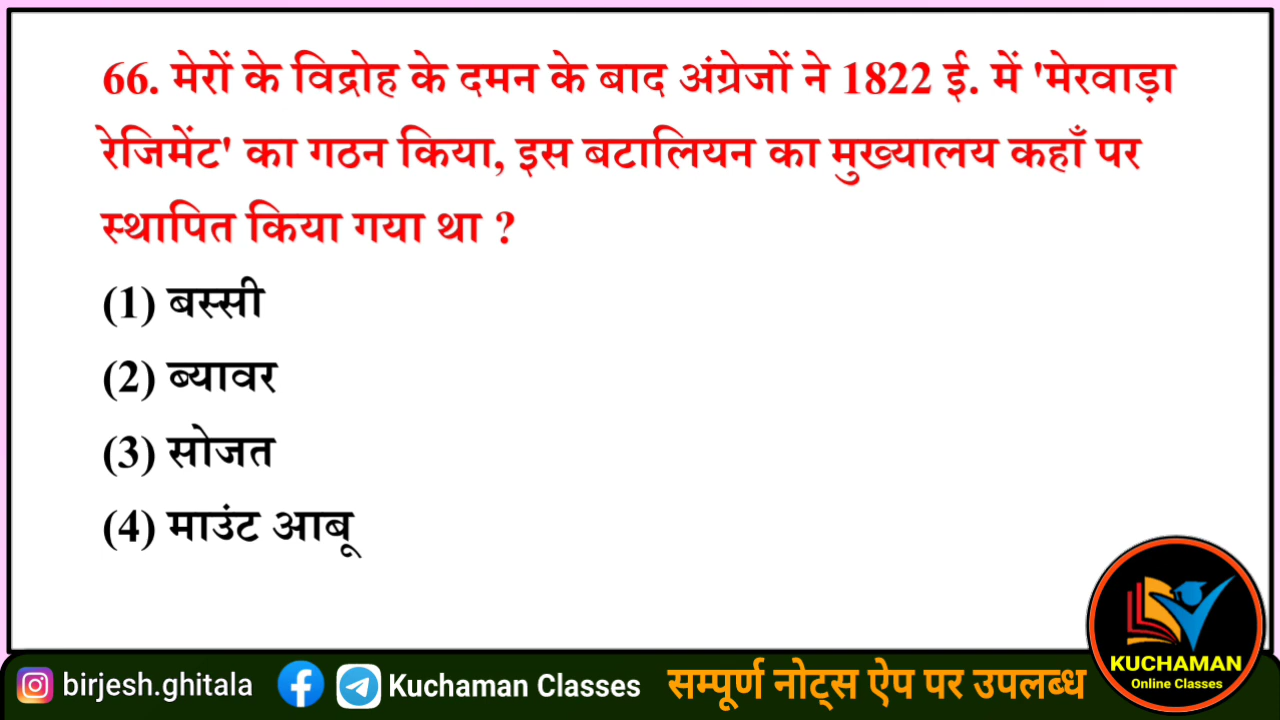 66. मेरों के विद्रोह के दमन के बाद अंग्रेजों ने 1822 ई. में 'मेरवाड़ा
रेजिमेंट' का गठन किया, इस बटालियन का मुख्यालय कहाँ पर
स्थापित किया गया था ?
(1) बस्सी
(2) ब्यावर
(3) सोजत
(4) माउंट आबू
KUCHAMAN
Online Classes
birjesh.ghitala
Kuchaman Classes
सम्पूर्ण नोट्स ऐप पर उपलब्ध